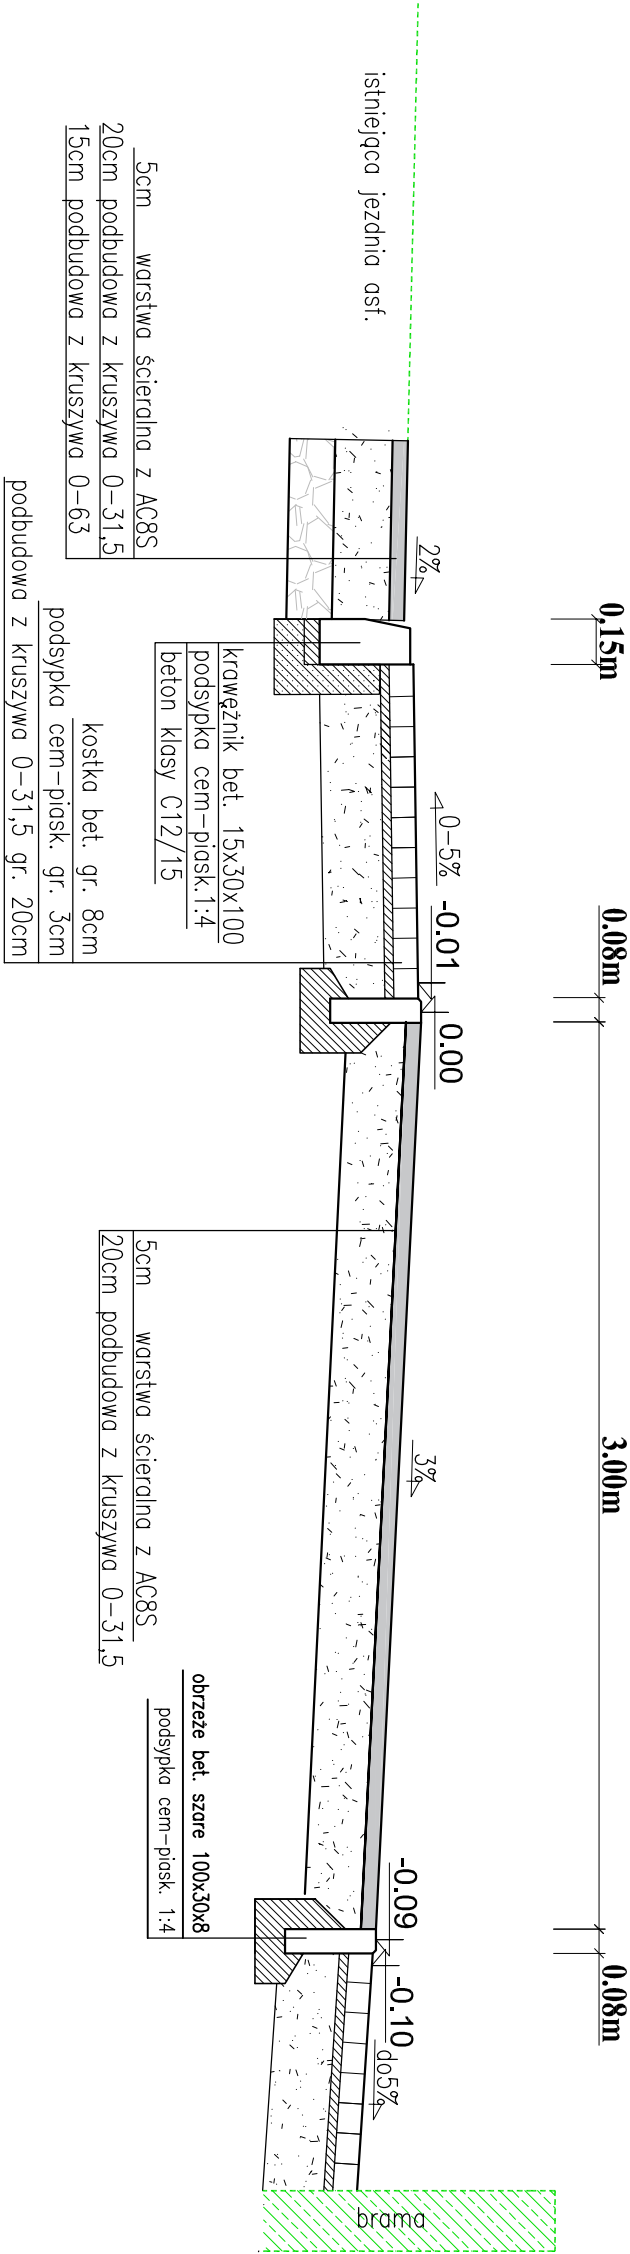 istniejąca jezdnia asf.
5cm warstwa ścieralna z AC8S
20cm podbudowa z kruszywa 0-31,5
15cm podbudowa z kruszywa 0-63
2%
0.15m
krawężnik bet. 15x30x100
podsypka cem-piask.1:4
beton klasy C12/15
kostka bet. gr. 8cm
podsypka cem-piask. gr. 3cm
podbudowa z kruszywa 0-31,5 gr. 20cm
0-5%
0.08m
-0.01
0.00
3.00m
3%
5cm warstwa ścieralna z AC8S
20cm podbudowa z kruszywa 0-31,5
obrzeże bet. szare 100x30x8
podsypka cem-piask. 1:4
-0.09
0.08m
-0.10
do5%
brama